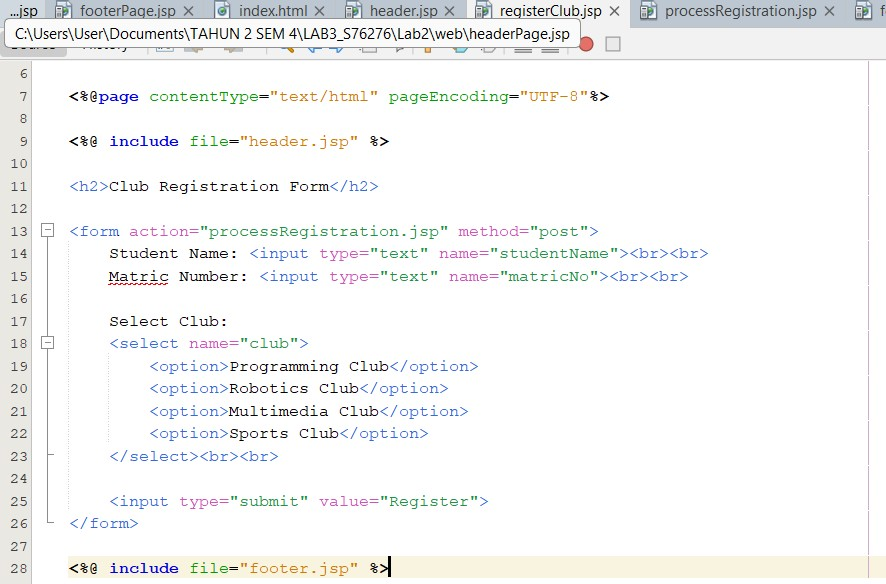 ...jsp footerPage.jsp index.html header.jsp registerClub.jsp processRegistration.jsp f
C:\Users\User\Documents\TAHUN 2 SEM 4\LAB3_S76276\Lab2\web\headerPage.jsp
6
7 <%@page contentType="text/html" pageEncoding="UTF-8"%>
8
9 <%@ include file="header.jsp" %>
10
11 <h2>Club Registration Form</h2>
12
13 <form action="processRegistration.jsp" method="post">
14 Student Name: <input type="text" name="studentName"><br><br>
15 Matric Number: <input type="text" name="matricNo"><br><br>
16
17 Select Club:
18 <select name="club">
19 <option>Programming Club</option>
20 <option>Robotics Club</option>
21 <option>Multimedia Club</option>
22 <option>Sports Club</option>
23 </select><br><br>
24
25 <input type="submit" value="Register">
26 </form>
27
28 <%@ include file="footer.jsp" %>